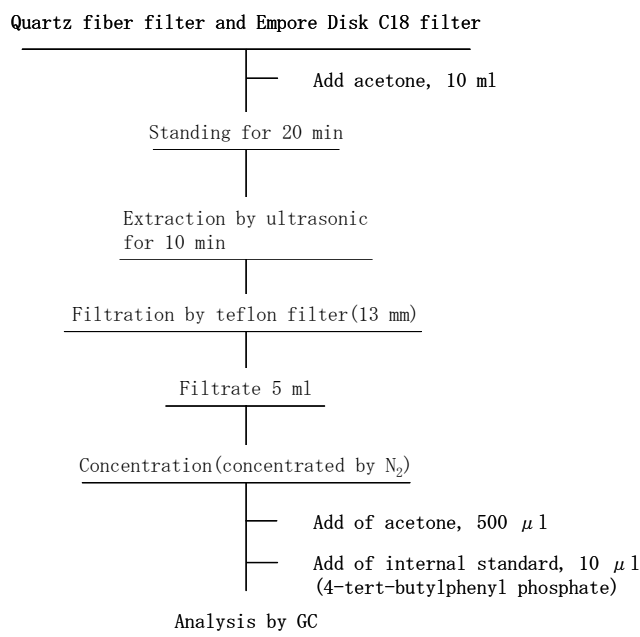 Quartz fiber filter and Empore Disk C18 filter
Add acetone, 10 ml
Standing for 20 min
Extraction by ultrasonic
for 10 min
Filtration by teflon filter(13 mm)
Filtrate 5 ml
Concentration(concentrated by N₂)
Add of acetone, 500 μl
Add of internal standard, 10 μl
(4-tert-butylphenyl phosphate)
Analysis by GC